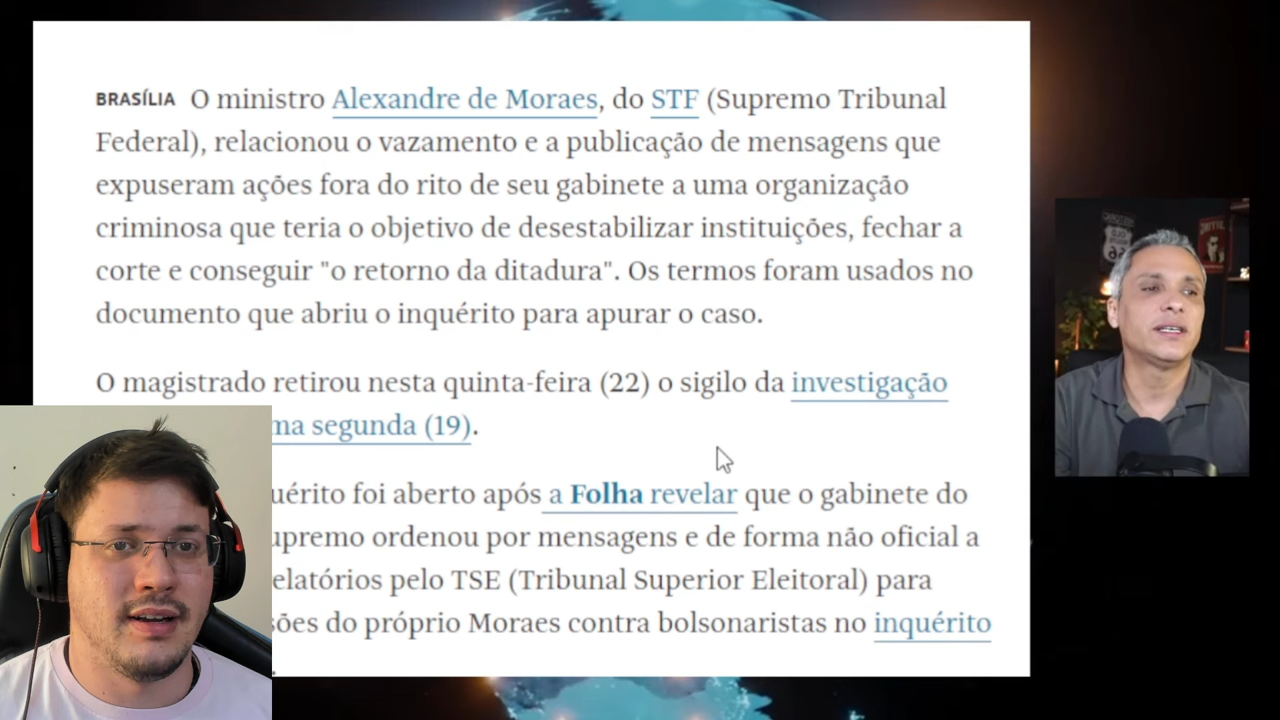 BRASÍLIA O ministro Alexandre de Moraes, do STF (Supremo Tribunal
Federal), relacionou o vazamento e a publicação de mensagens que
expuseram ações fora do rito de seu gabinete a uma organização
criminosa que teria o objetivo de desestabilizar instituições, fechar a
corte e conseguir "o retorno da ditadura". Os termos foram usados no
documento que abriu o inquérito para apurar o caso.
O magistrado retirou nesta quinta-feira (22) o sigilo da investigação
ma segunda (19).
uérito foi aberto após a Folha revelar que o gabinete do
upremo ordenou por mensagens e de forma não oficial a
elatórios pelo TSE (Tribunal Superior Eleitoral) para
sões do próprio Moraes contra bolsonaristas no inquérito